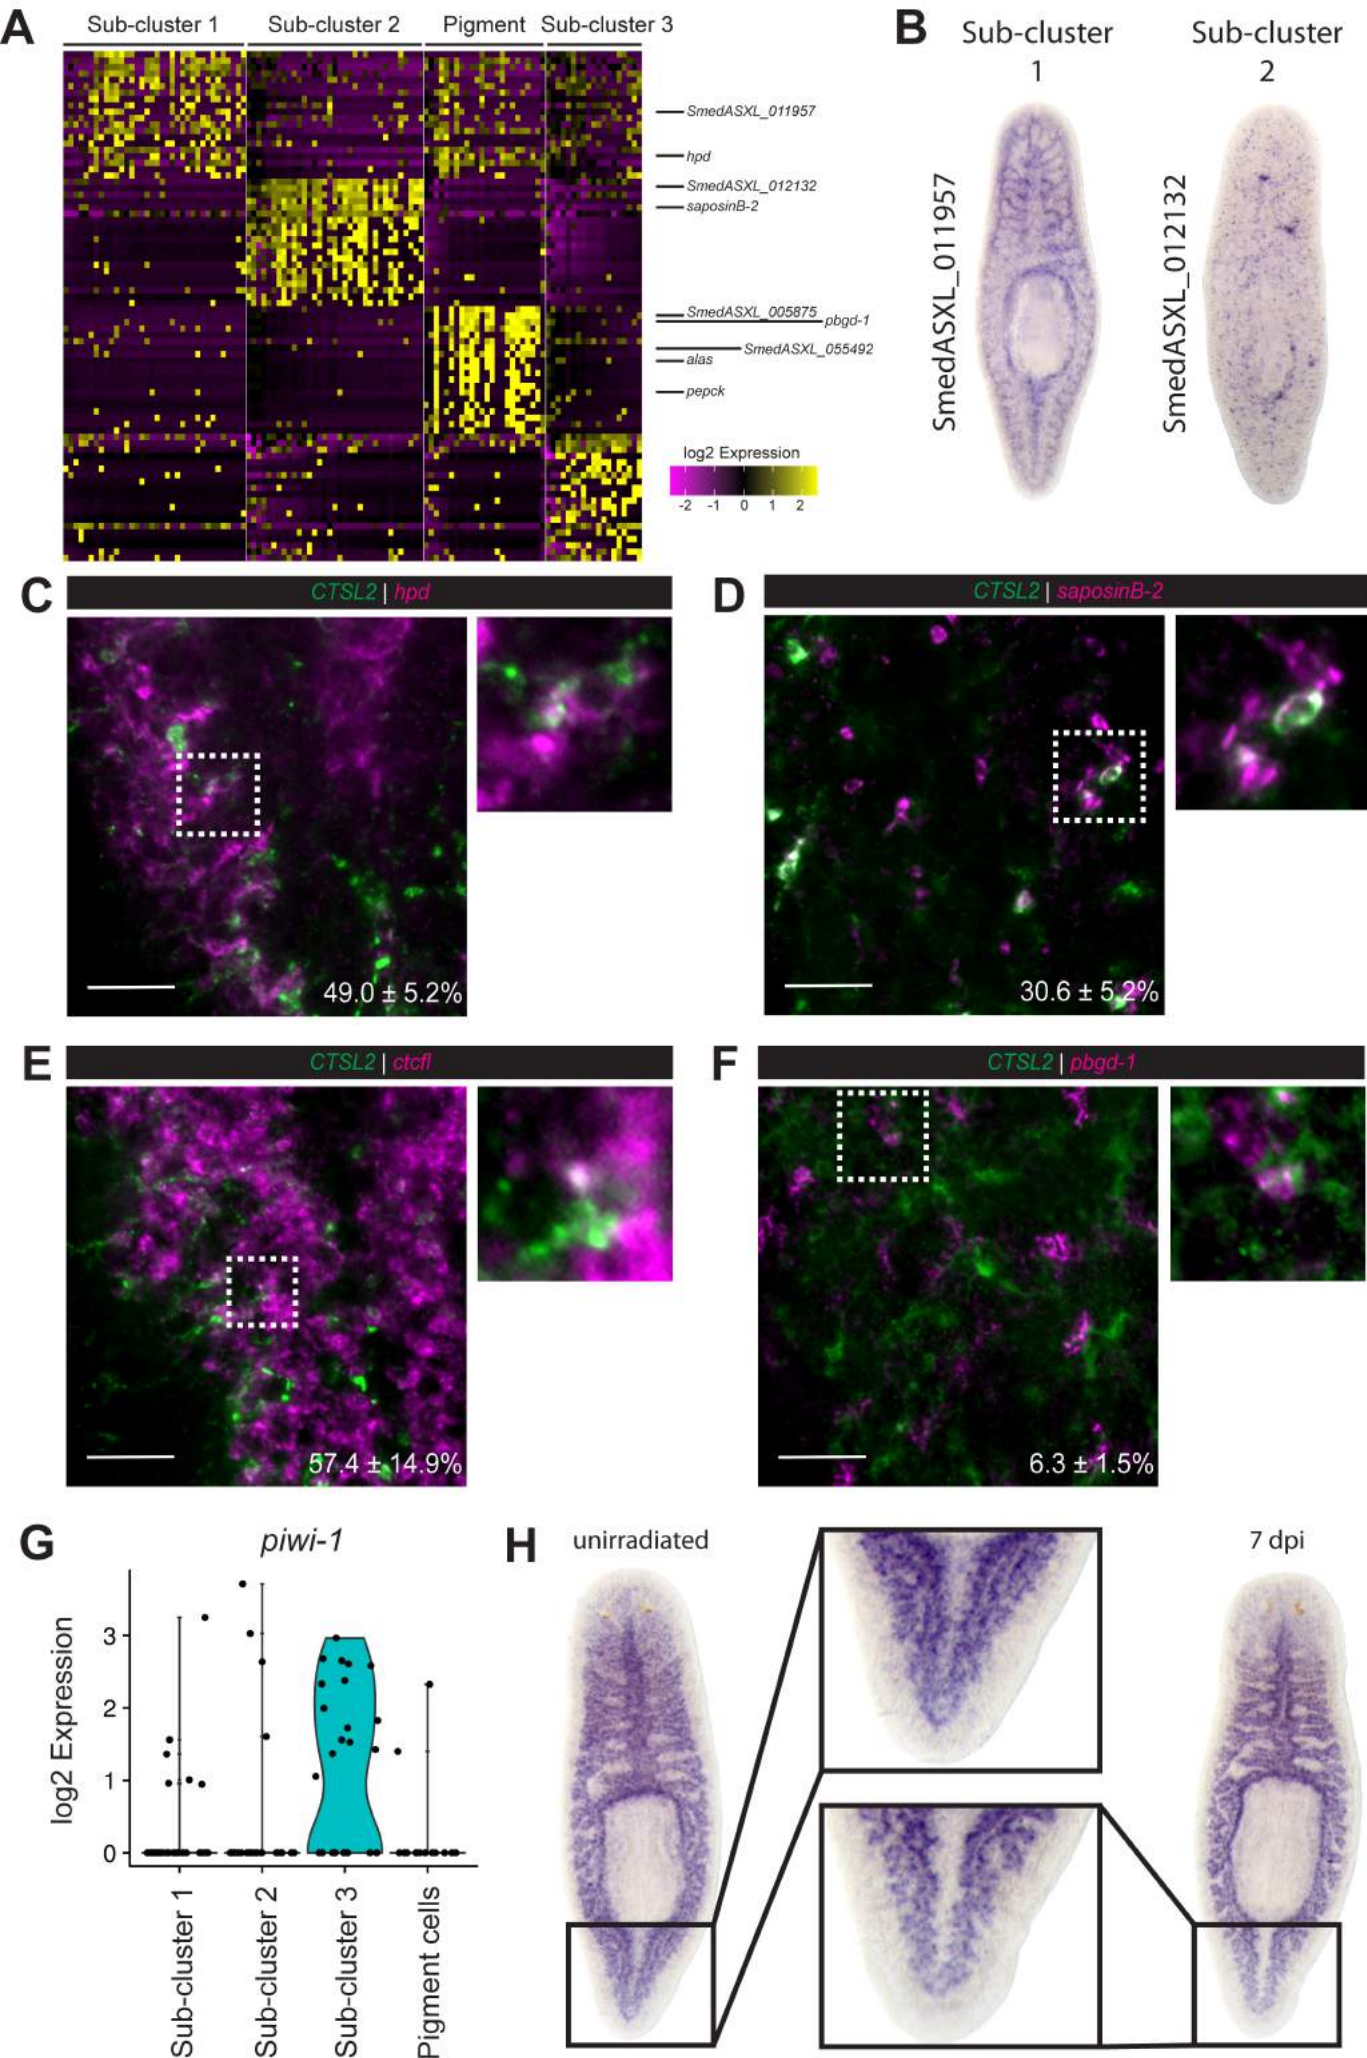 A
Sub-cluster 1
Sub-cluster 2
Pigment
Sub-cluster 3
SmedASXL_011957
hpd
SmedASXL_012132
saposinB-2
SmedASXL_005875
pbgd-1
SmedASXL_055492
alas
pepck
log2 Expression
-2 -1 0 1 2
B
Sub-cluster
1
Sub-cluster
2
SmedASXL_011957
SmedASXL_012132
C
CTSL2 | hpd
49.0 ± 5.2%
D
CTSL2 | saposinB-2
30.6 ± 5.2%
E
CTSL2 | ctcfl
57.4 ± 14.9%
F
CTSL2 | pbgd-1
6.3 ± 1.5%
G
piwi-1
log2 Expression
3
2
1
0
Sub-cluster 1
Sub-cluster 2
Sub-cluster 3
Pigment cells
H
unirradiated
7 dpi